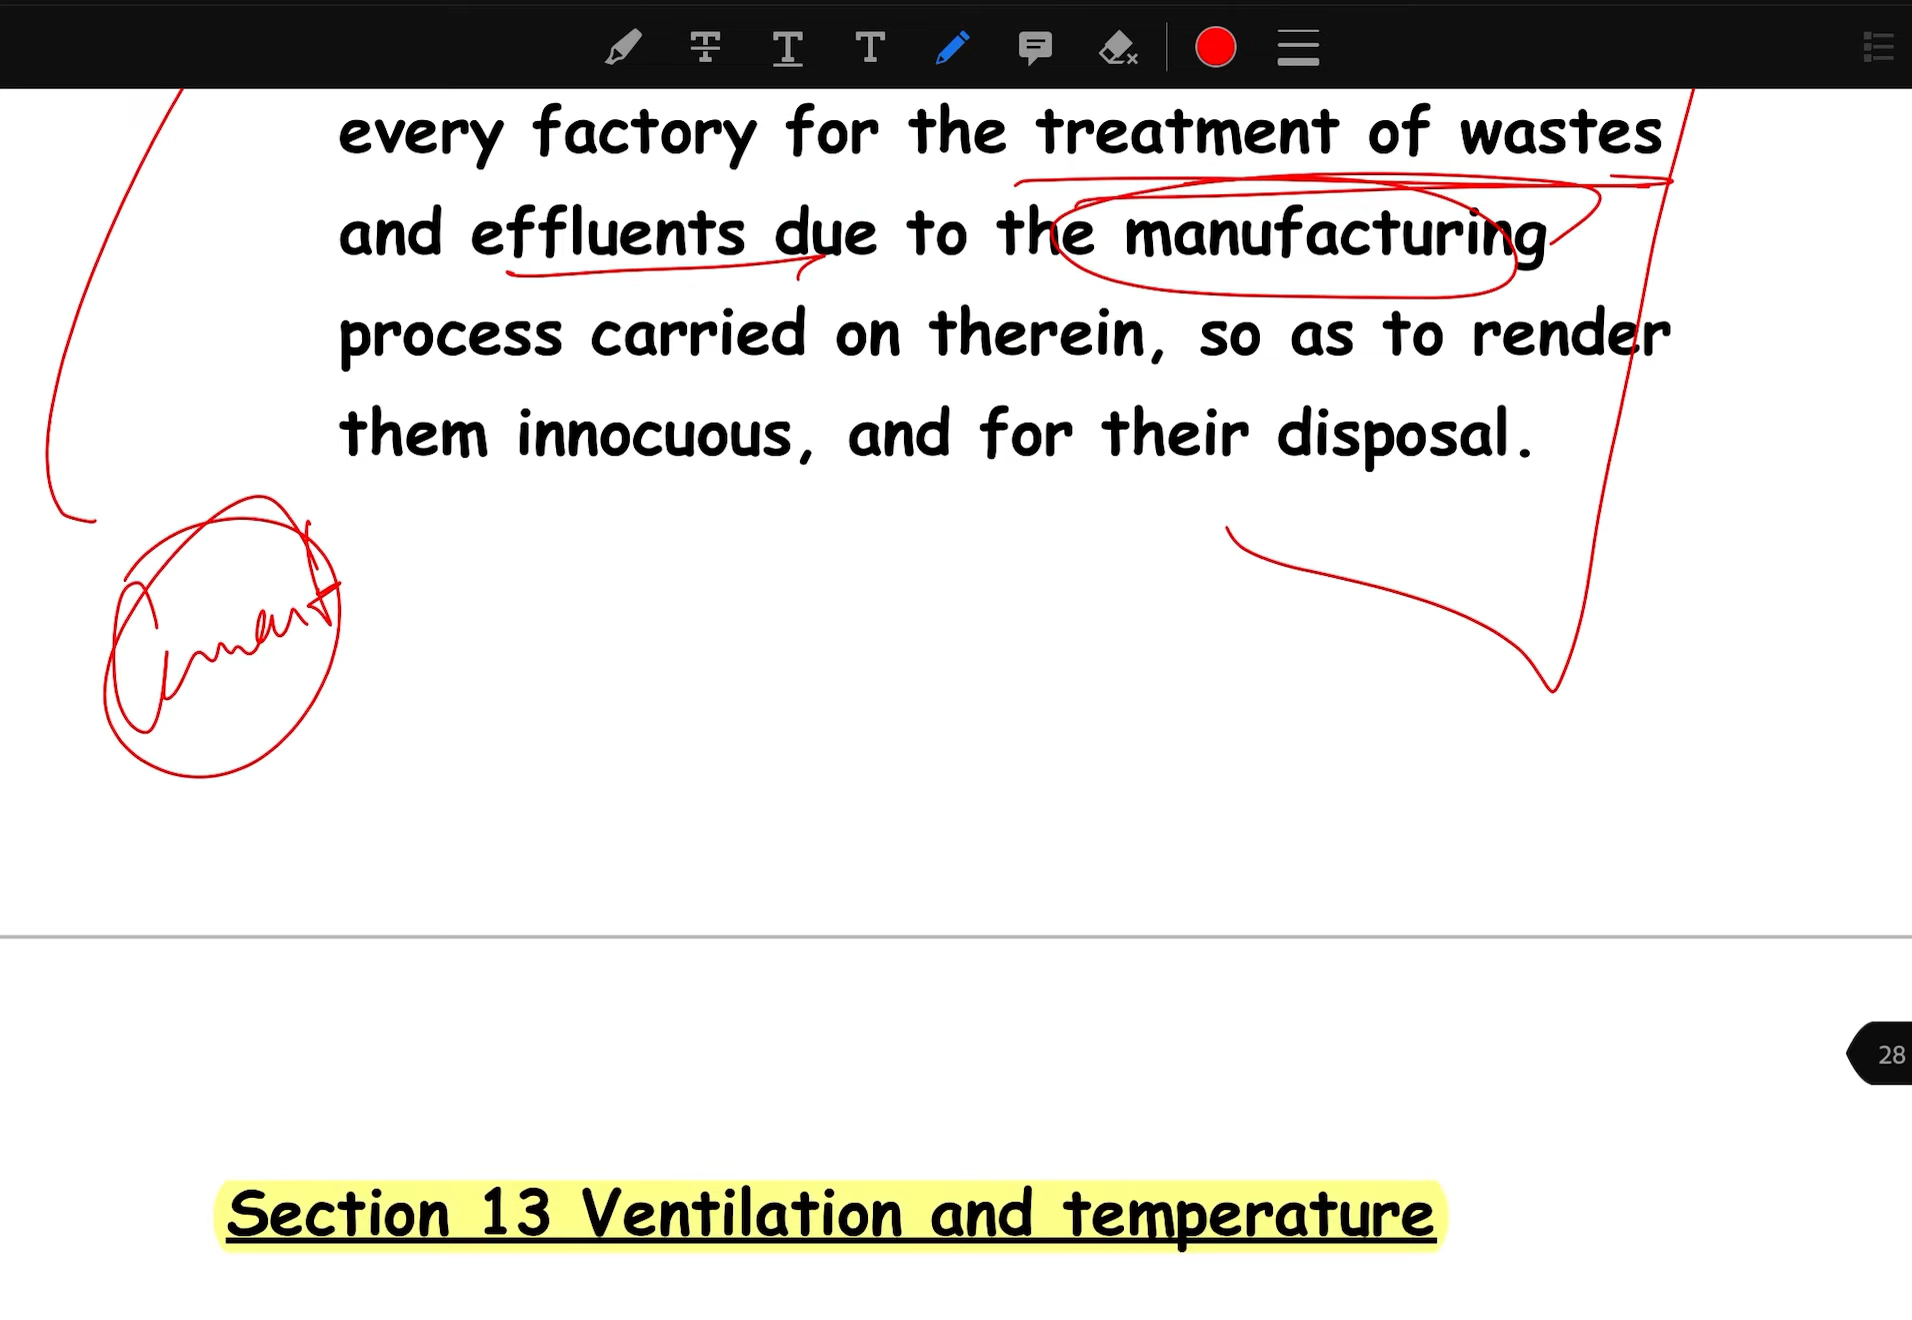 every factory for the treatment of wastes
and effluents due to the manufacturing
process carried on therein, so as to render
them innocuous, and for their disposal.
28
Section 13 Ventilation and temperature